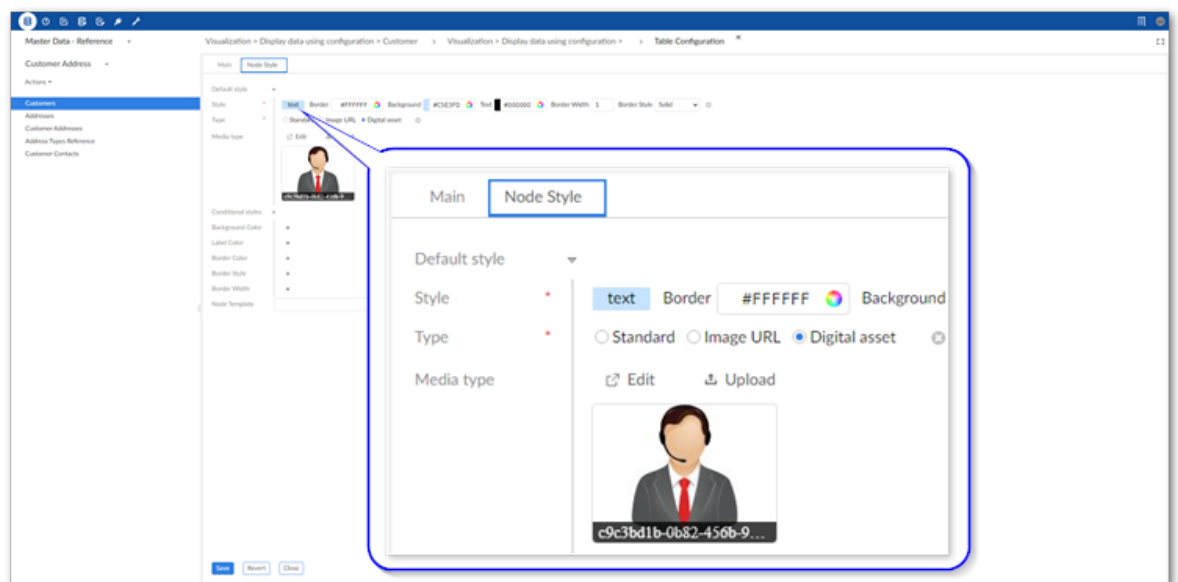 Master Data - Reference
Visualization > Display data using configuration > Customer > Visualization > Display data using configuration > > Table Configuration
Customer Address
Main Node Style
Actions
Default style
Customers
Style * text Border #FFFFFF Background #C5E3FD Text #000000 Border Width 1 Border Style Solid
Addresses
Type * Standard Image URL Digital asset
Customer Addresses
Media type Edit
Address Types Reference
Customer Contacts
c9c3bd1b-0b82-456b-9
Conditional styles
Background Color
Label Color
Border Color
Border Style
Border Width
Node Template
Save Revert Close
Main Node Style
Default style
Style * text Border #FFFFFF Background
Type * Standard Image URL Digital asset
Media type Edit Upload
c9c3bd1b-0b82-456b-9...